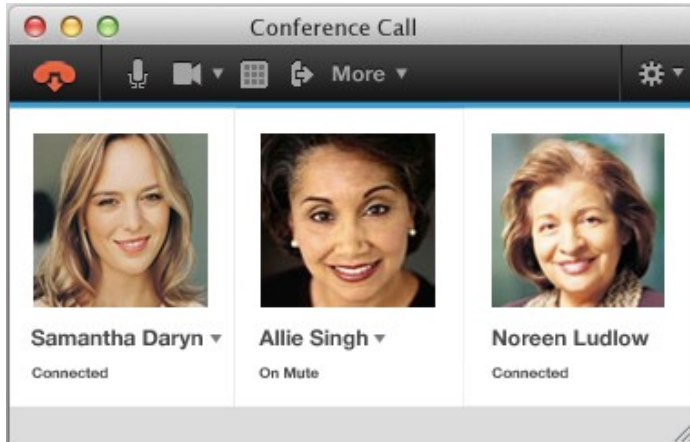 Conference Call
More
Samantha Daryn
Allie Singh
Noreen Ludlow
Connected
On Mute
Connected